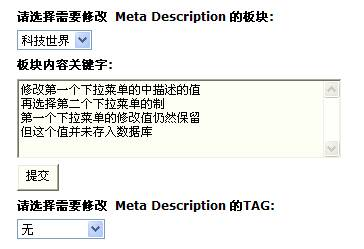 请选择需要修改 Meta Description 的板块:
科技世界
板块内容关键字:
修改第一个下拉菜单的中描述的值
再选择第二个下拉菜单的制
第一个下拉菜单的修改值仍然保留
但这个值并未存入数据库
提交
请选择需要修改 Meta Description 的TAG:
无